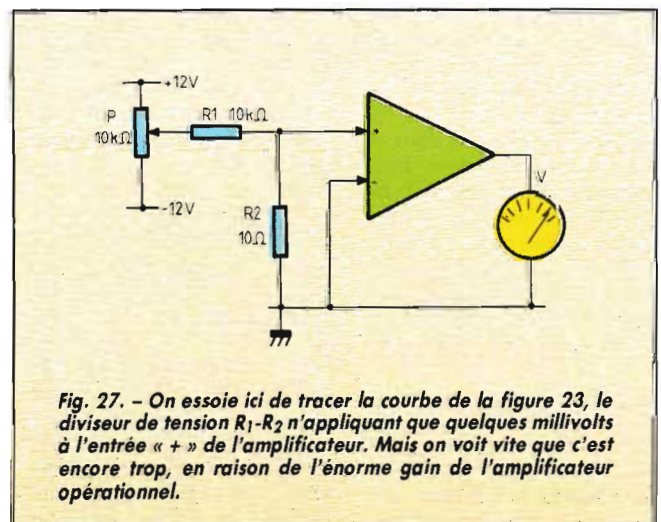 +12V
P
10kΩ
R1 10kΩ
-12V
R2
10Ω
+
-
V
Fig. 27. – On essaie ici de tracer la courbe de la figure 23, le
diviseur de tension R1-R2 n'appliquant que quelques millivolts
à l'entrée « + » de l'amplificateur. Mais on voit vite que c'est
encore trop, en raison de l'énorme gain de l'amplificateur
opérationnel.